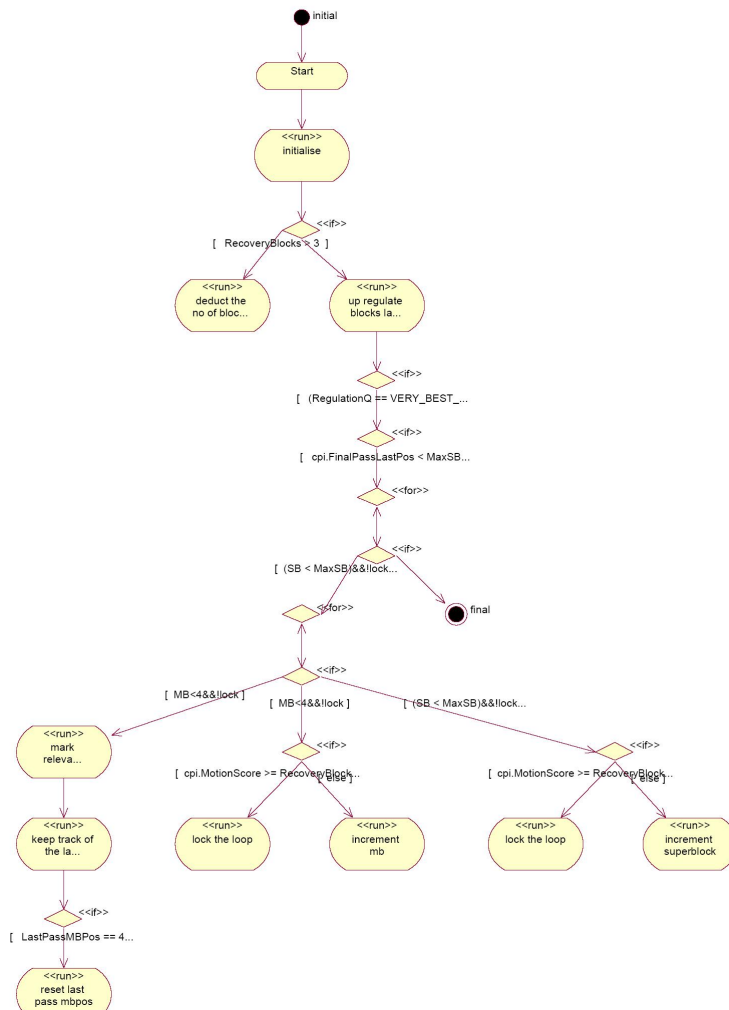 initial
Start
<<run>>
initialise
<<if>>
[ RecoveryBlocks > 3 ]
<<run>>
deduct the
no of bloc...
<<run>>
up regulate
blocks la...
<<if>>
[ (RegulationQ == VERY_BEST_...
<<if>>
[ cpi.FinalPassLastPos < MaxSB...
<<for>>
<<if>>
[ (SB < MaxSB)&&!lock...
<<for>>
final
<<if>>
[ MB<4&&!lock ]
[ MB<4&&!lock ]
[ (SB < MaxSB)&&!lock...
<<run>>
mark
releva...
<<if>>
[ cpi.MotionScore >= RecoveryBlock...
[ else ]
<<if>>
[ cpi.MotionScore >= RecoveryBlock...
[ else ]
<<run>>
keep track of
the la...
<<run>>
lock the loop
<<run>>
increment
mb
<<run>>
lock the loop
<<run>>
increment
superblock
<<if>>
[ LastPassMBPos == 4...
<<run>>
reset last
pass mbpos